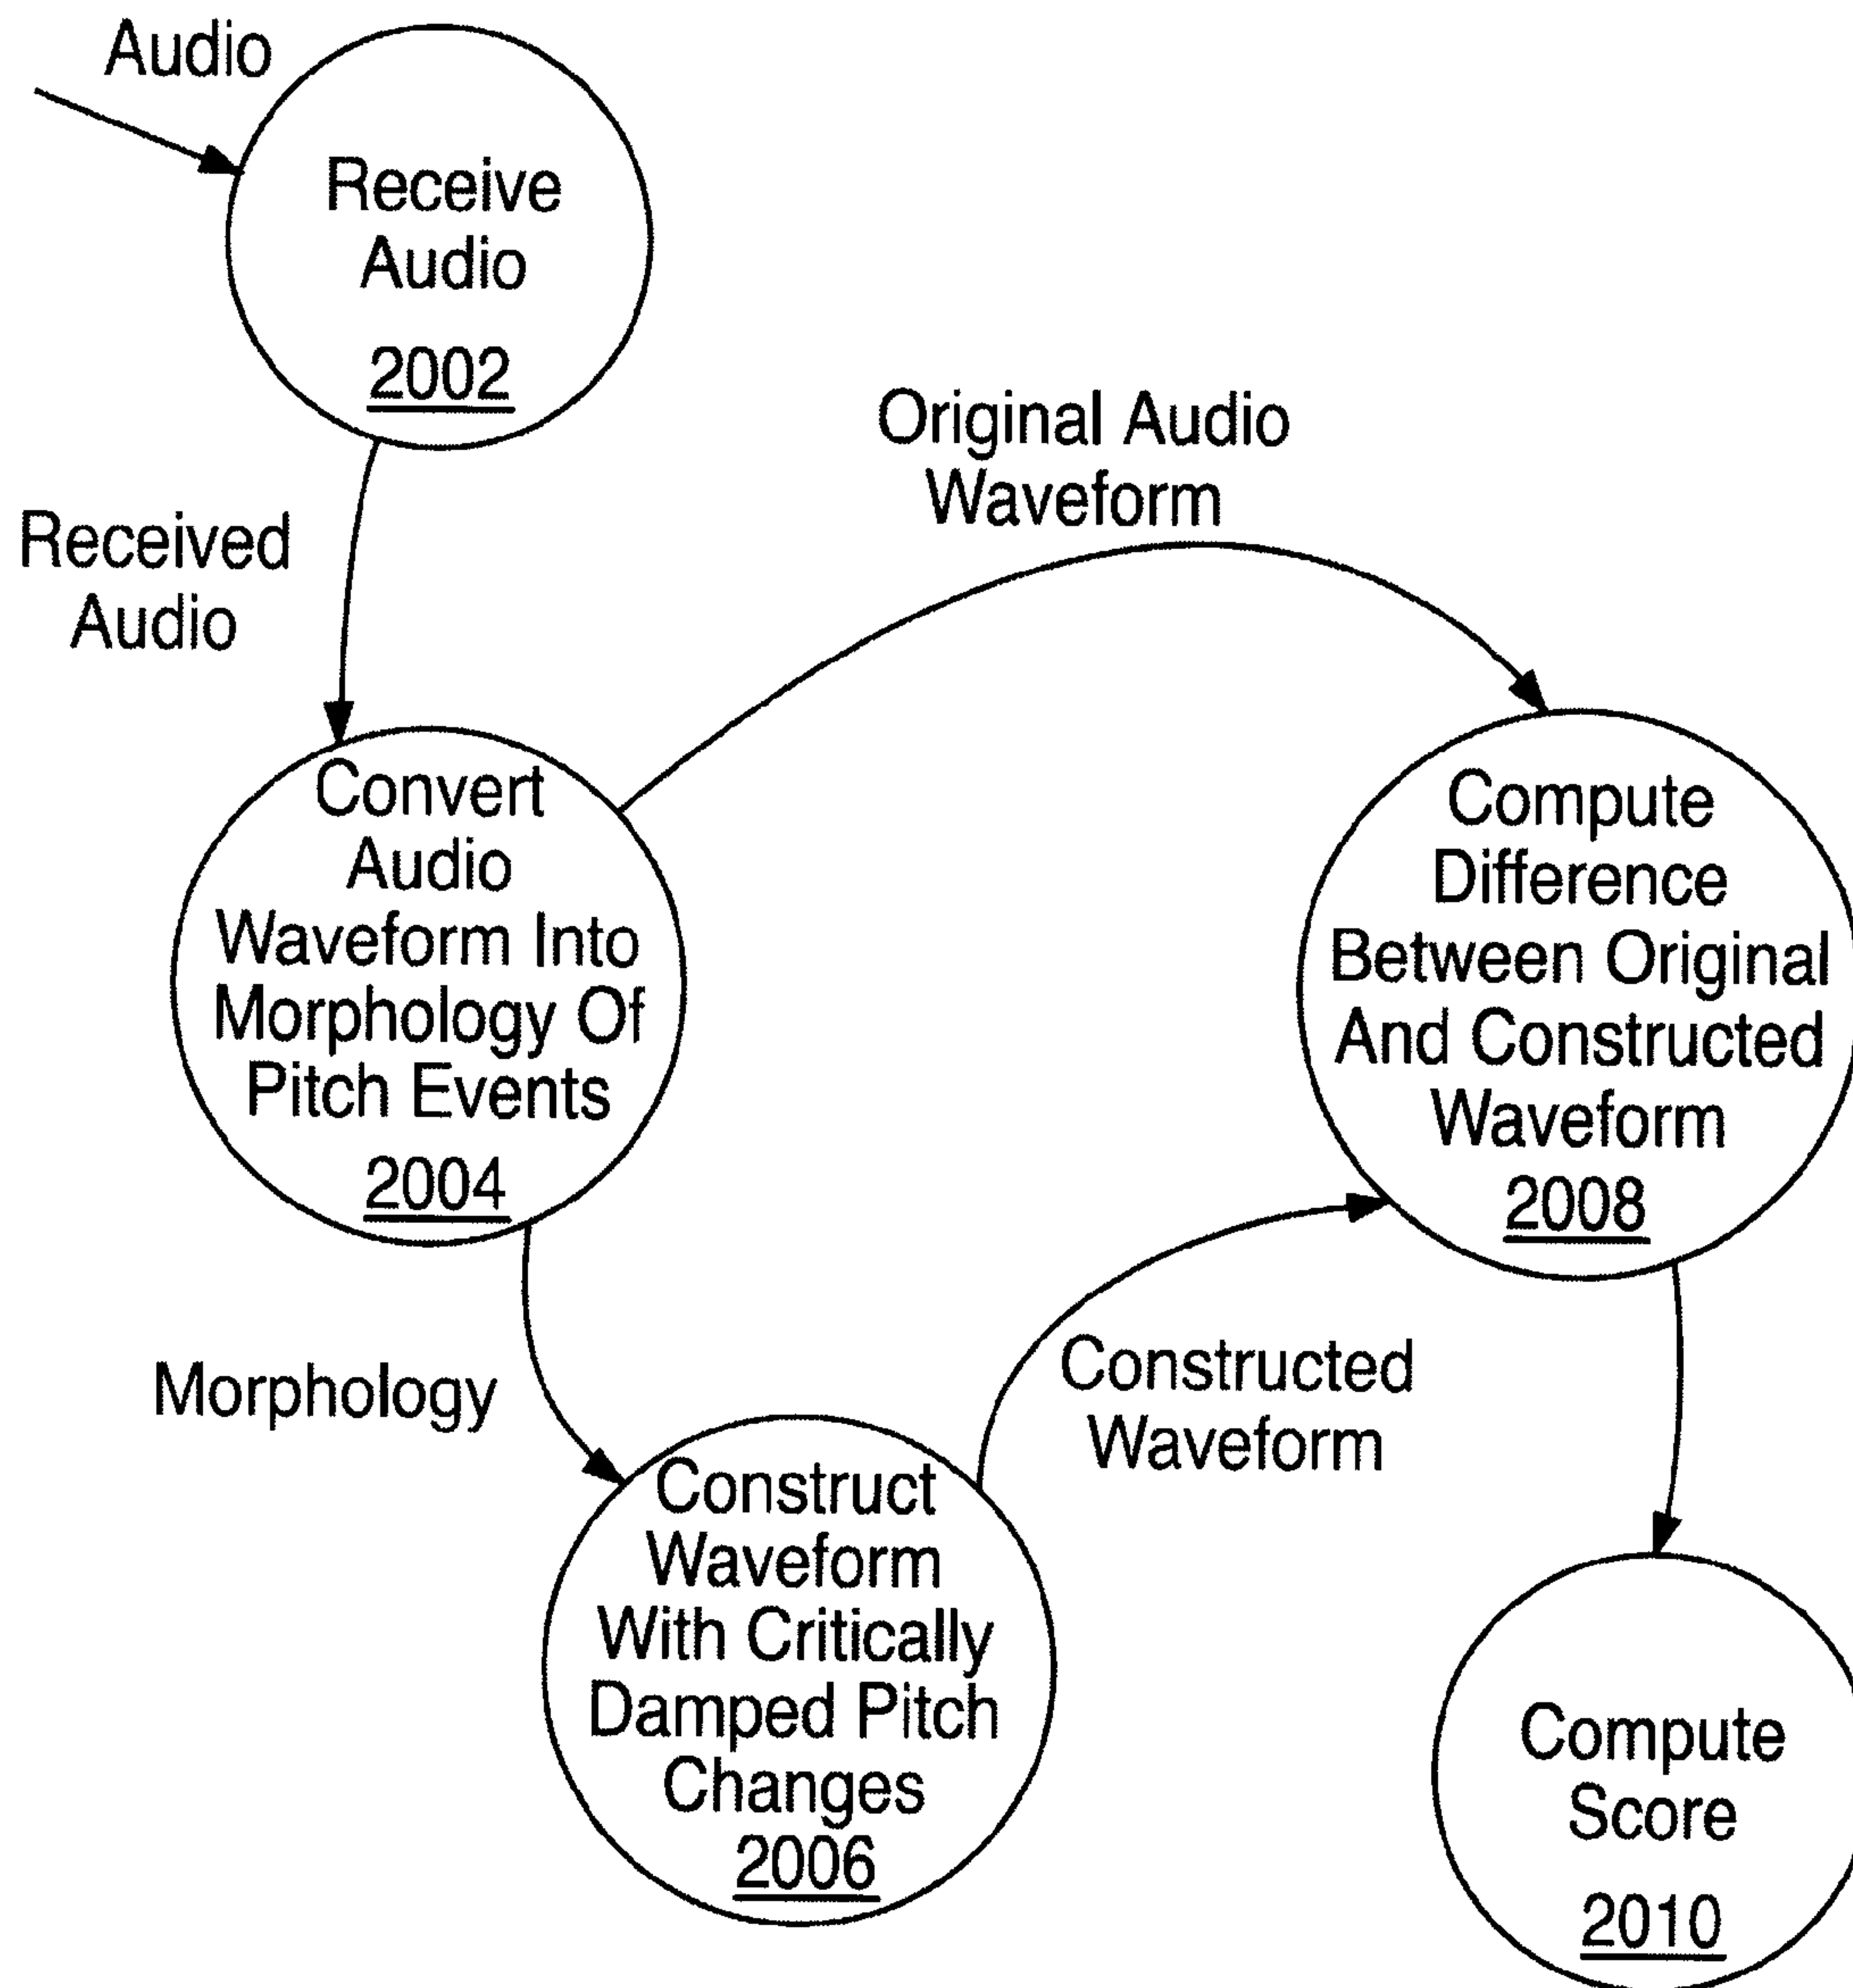 Audio
Receive
Audio
2002
Received
Audio
Original Audio
Waveform
Convert
Audio
Waveform Into
Morphology Of
Pitch Events
2004
Compute
Difference
Between Original
And Constructed
Waveform
2008
Morphology
Constructed
Waveform
Construct
Waveform
With Critically
Damped Pitch
Changes
2006
Compute
Score
2010